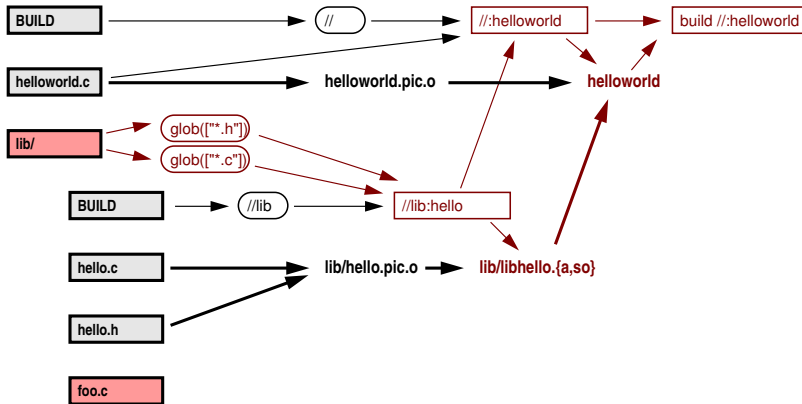 BUILD
//
//:helloworld
build //:helloworld
helloworld.c
helloworld.pic.o
helloworld
lib/
glob(["*.h"])
glob(["*.c"])
BUILD
//lib
//lib:hello
hello.c
lib/hello.pic.o
lib/libhello.{a,so}
hello.h
foo.c